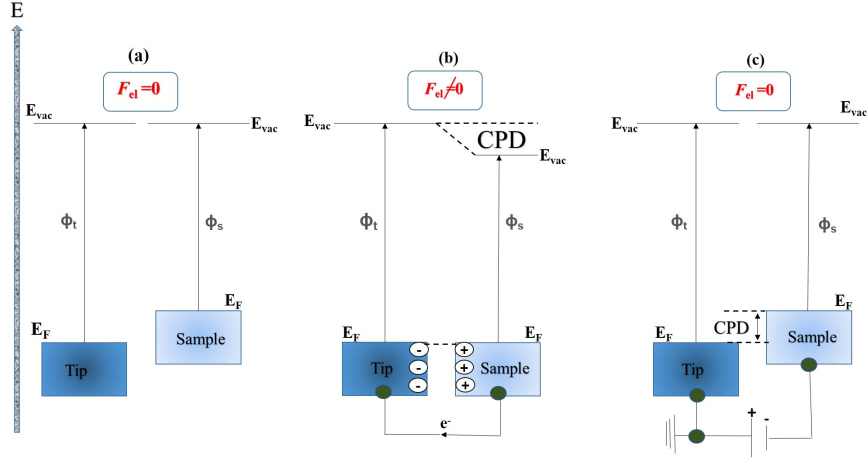 E
(a)
F_el =0
E_vac
E_vac
ϕ_t
ϕ_s
E_F
E_F
Tip
Sample
(b)
F_el ≠0
E_vac
CPD
E_vac
ϕ_t
ϕ_s
E_F
E_F
Tip
Sample
- +
- +
- +
e⁻
(c)
F_el =0
E_vac
E_vac
ϕ_t
ϕ_s
E_F
E_F
CPD
Tip
Sample
+ -